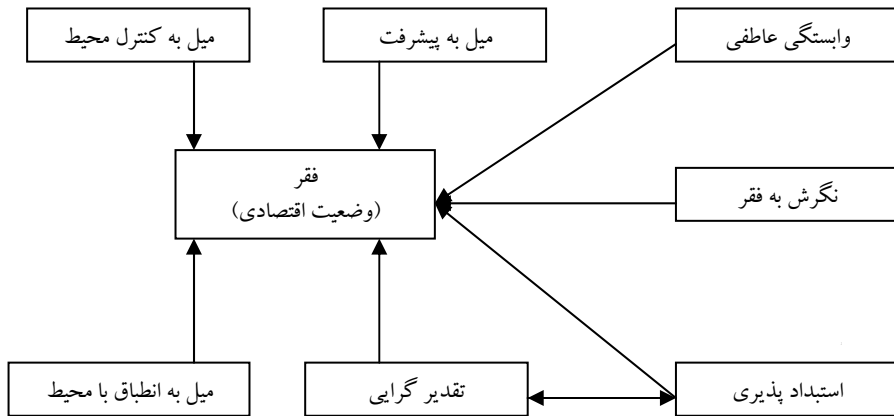 وابستگی عاطفی
میل به پیشرفت
میل به کنترل محیط
فقر
(وضعیت اقتصادی)
نگرش به فقر
استبداد پذیری
تقدیر گرایی
میل به انطباق با محیط